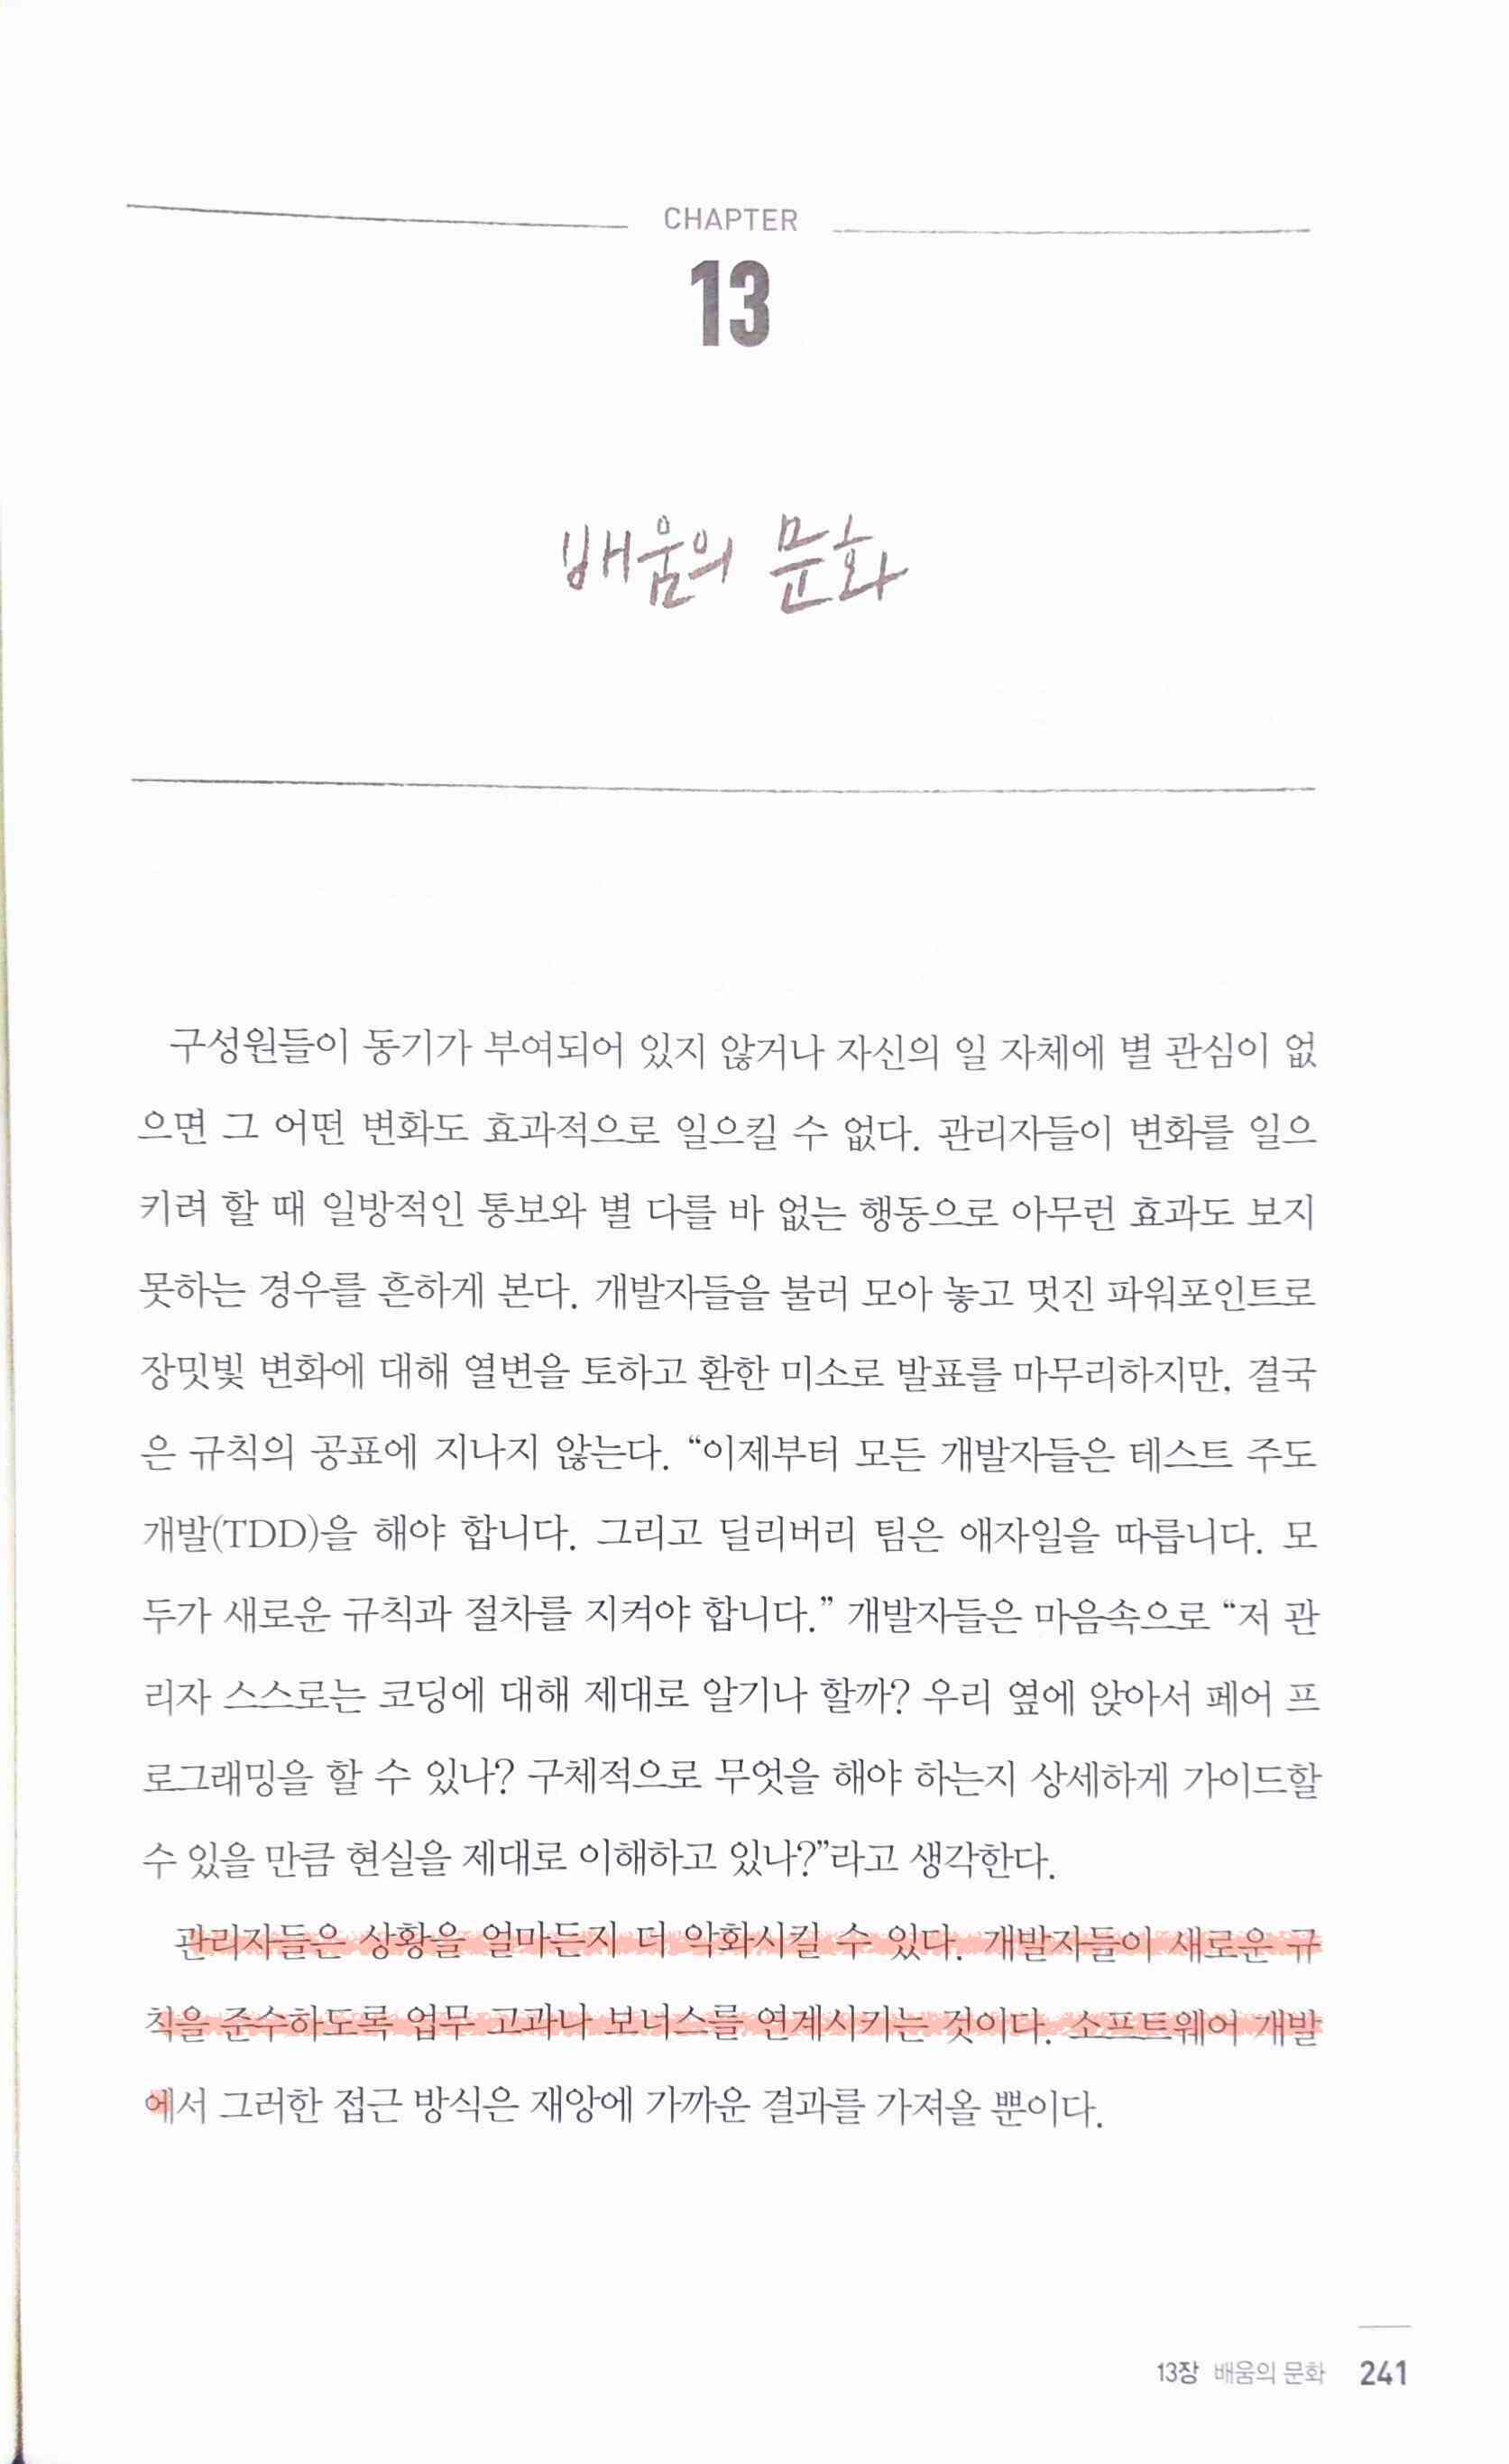 CHAPTER
13
배움의 문화
구성원들이 동기가 부여되어 있지 않거나 자신의 일 자체에 별 관심이 없
으면 그 어떤 변화도 효과적으로 일으킬 수 없다. 관리자들이 변화를 일으
키려 할 때 일방적인 통보와 별 다를 바 없는 행동으로 아무런 효과도 보지
못하는 경우를 흔하게 본다. 개발자들을 불러 모아 놓고 멋진 파워포인트로
장밋빛 변화에 대해 열변을 토하고 환한 미소로 발표를 마무리하지만, 결국
은 규칙의 공표에 지나지 않는다. “이제부터 모든 개발자들은 테스트 주도
개발(TDD)을 해야 합니다. 그리고 딜리버리 팀은 애자일을 따릅니다. 모
두가 새로운 규칙과 절차를 지켜야 합니다.” 개발자들은 마음속으로 “저 관
리자 스스로는 코딩에 대해 제대로 알기나 할까? 우리 옆에 앉아서 페어 프
로그래밍을 할 수 있나? 구체적으로 무엇을 해야 하는지 상세하게 가이드할
수 있을 만큼 현실을 제대로 이해하고 있나?”라고 생각한다.
관리자들은 상황을 얼마든지 더 악화시킬 수 있다. 개발자들이 새로운 규
칙을 준수하도록 업무 고과나 보너스를 연계시키는 것이다. 소프트웨어 개발
에서 그러한 접근 방식은 재앙에 가까운 결과를 가져올 뿐이다.
13장 배움의 문화 241